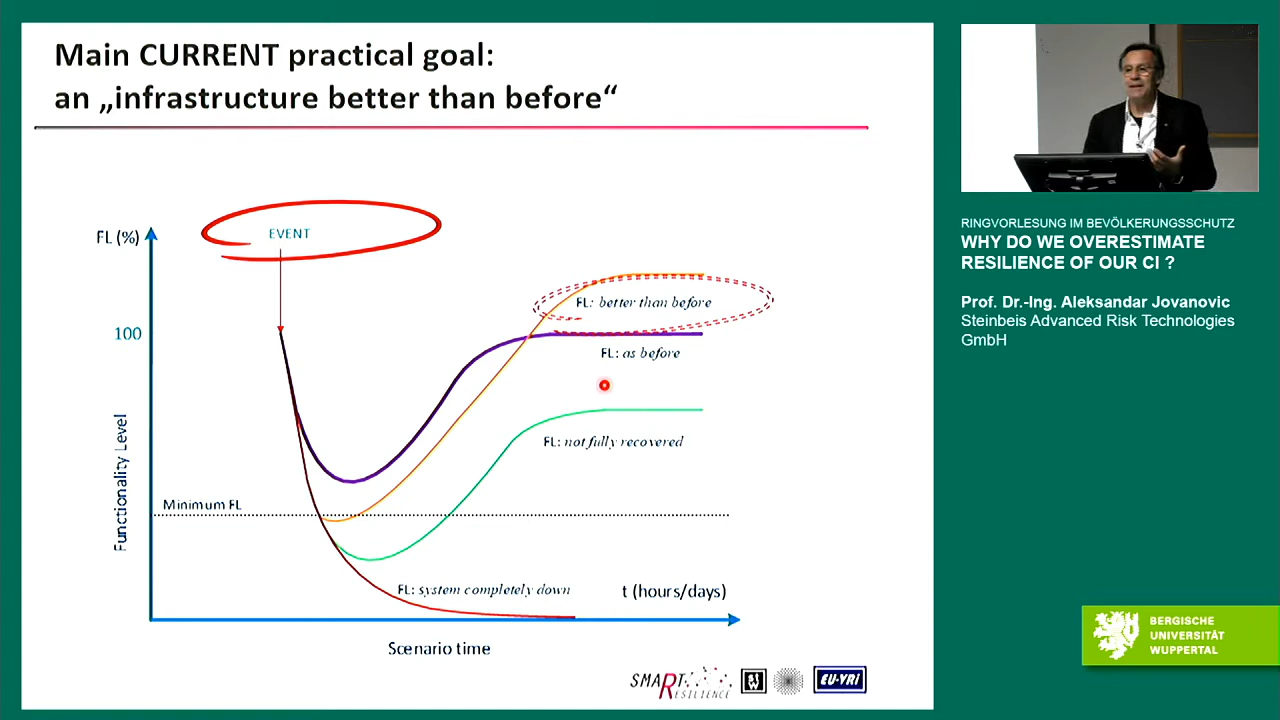 Main CURRENT practical goal:
an „infrastructure better than before“
FL (%)
EVENT
FL: better than before
100
FL: as before
FL: not fully recovered
Functionality Level
Minimum FL
FL: system completely down
t (hours/days)
Scenario time
SMART
RESILIENCE
EU-VRi
RINGVORLESUNG IM BEVÖLKERUNGSSCHUTZ
WHY DO WE OVERESTIMATE
RESILIENCE OF OUR CI ?
Prof. Dr.-Ing. Aleksandar Jovanovic
Steinbeis Advanced Risk Technologies
GmbH
BERGISCHE
UNIVERSITÄT
WUPPERTAL